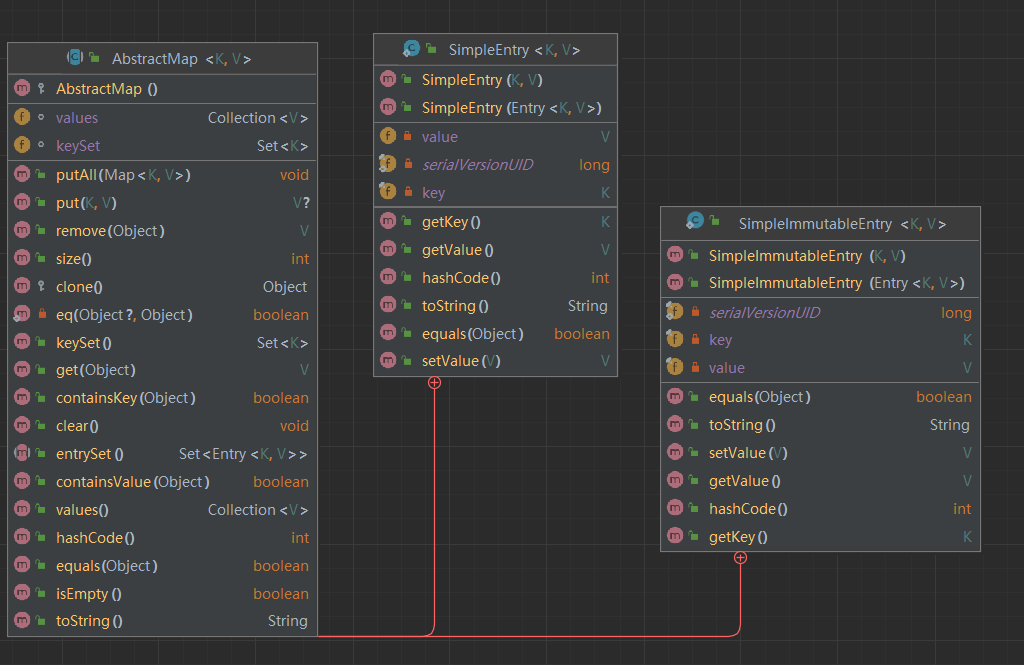 AbstractMap <K, V>
AbstractMap ()
values Collection <V>
keySet Set<K>
putAll(Map<K, V>) void
put(K, V) V?
remove(Object) V
size() int
clone() Object
eq(Object?, Object) boolean
keySet() Set<K>
get(Object) V
containsKey(Object) boolean
clear() void
entrySet () Set<Entry <K, V>>
containsValue(Object) boolean
values() Collection <V>
hashCode() int
equals(Object) boolean
isEmpty () boolean
toString () String
SimpleEntry <K, V>
SimpleEntry (K, V)
SimpleEntry (Entry <K, V>)
value V
serialVersionUID long
key K
getKey() K
getValue() V
hashCode() int
toString () String
equals(Object) boolean
setValue(V) V
SimpleImmutableEntry <K, V>
SimpleImmutableEntry (K, V)
SimpleImmutableEntry (Entry <K, V>)
serialVersionUID long
key K
value V
equals(Object) boolean
toString () String
setValue(V) V
getValue() V
hashCode() int
getKey() K